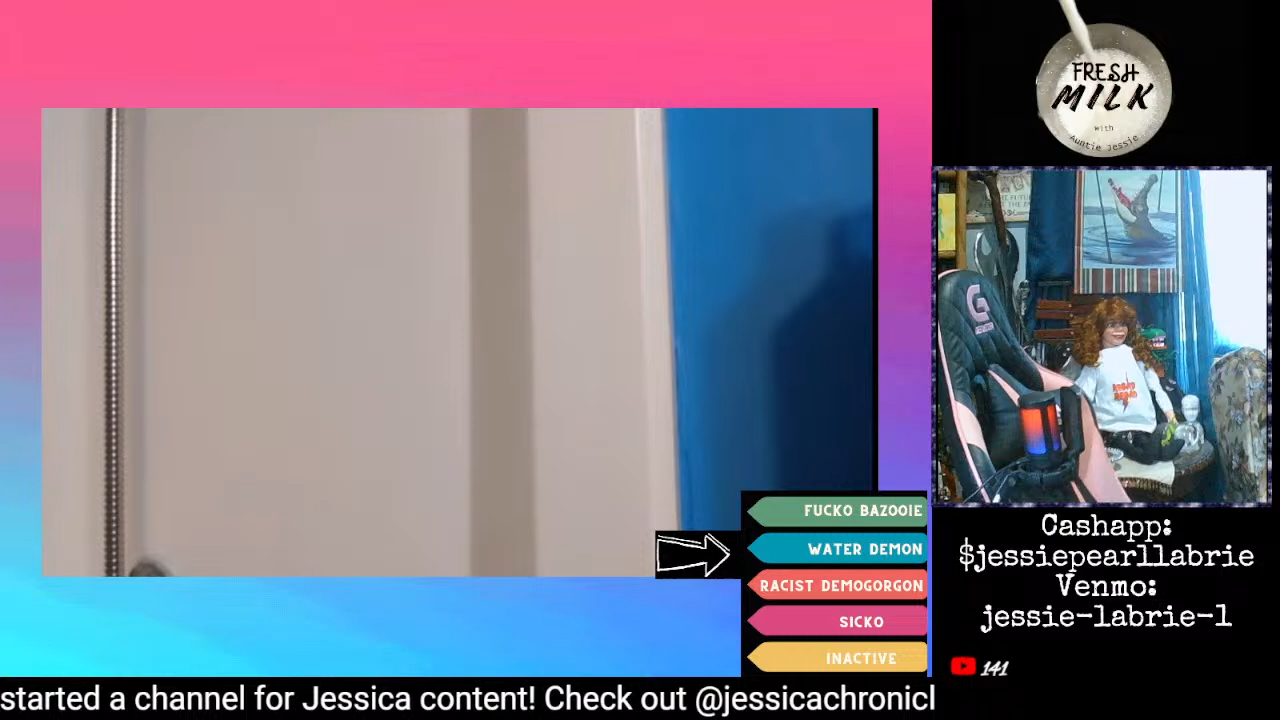 FRESH
MILK
with
Auntie Jessie
G
FUCKO BAZOOIE
WATER DEMON
RACIST DEMOGORGON
SICKO
INACTIVE
Cashapp:
$jessiepearllabrie
Venmo:
jessie-labrie-1
141
started a channel for Jessica content! Check out @jessicachronicl